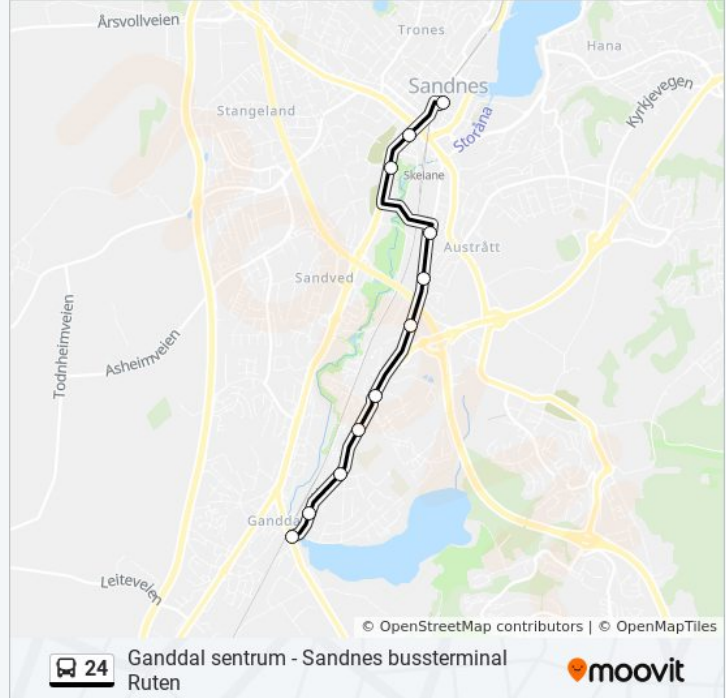 Årsvollveien
Trones
Hana
Sandnes
Stangeland
Kyrkjevegen
Storåna
Skeiane
Austrått
Sandved
Todnheimveien
Asheimveien
Gandda
Leiteveien
© OpenStreetMap contributors | © OpenMapTiles
24
Ganddal sentrum - Sandnes bussterminal
Ruten
moovit